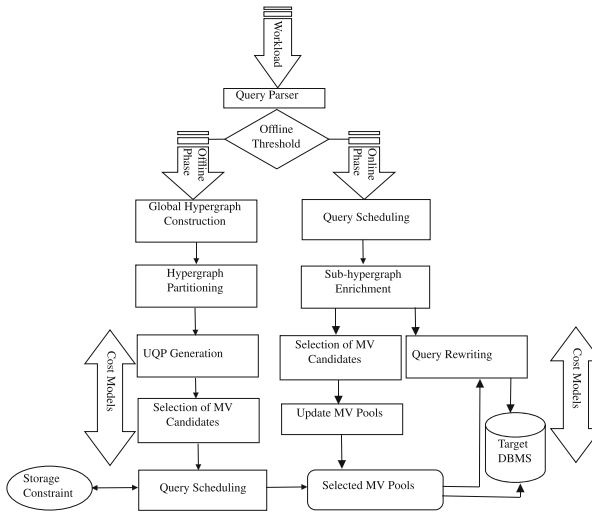 Workload
Query Parser
Offline
Threshold
Offline
Phase
Online
Phase
Global Hypergraph
Construction
Query Scheduling
Hypergraph
Partitioning
Sub-hypergraph
Enrichment
Cost Models
UQP Generation
Selection of MV
Candidates
Query Rewriting
Cost Models
Selection of MV
Candidates
Update MV Pools
Target
DBMS
Storage
Constraint
Query Scheduling
Selected MV Pools